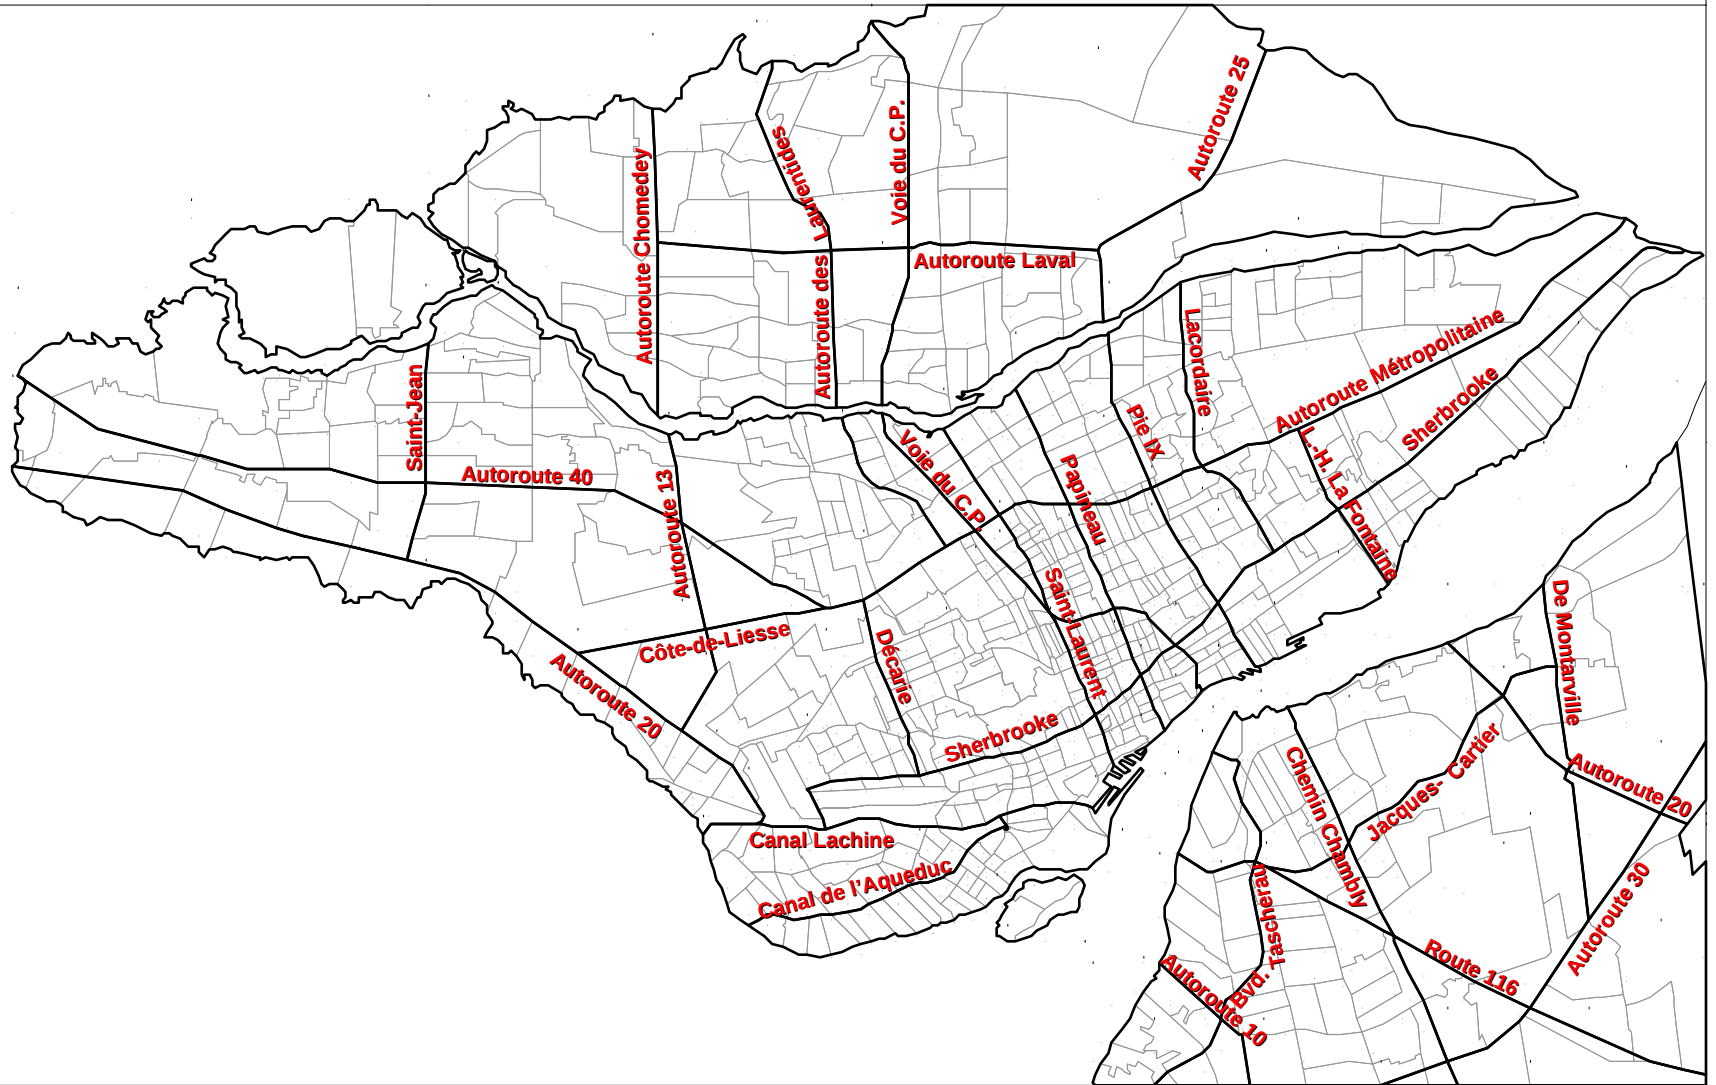 Autoroute 25
Voie du C.P.
Autoroute des Laurentides
Autoroute Chomedey
Autoroute Laval
Lacordaire
Autoroute Métropolitaine
Saint-Jean
Autoroute 40
Autoroute 13
Voie du C.P.
Papineau
Pie IX
L.-H. La Fontaine
Sherbrooke
Côte-de-Liesse
Autoroute 20
Décarie
Saint-Laurent
Sherbrooke
De Montarville
Canal Lachine
Canal de l'Aqueduc
Chemin Chambly
Jacques- Cartier
Autoroute 20
Bvd. Taschereau
Autoroute 10
Route 116
Autoroute 30